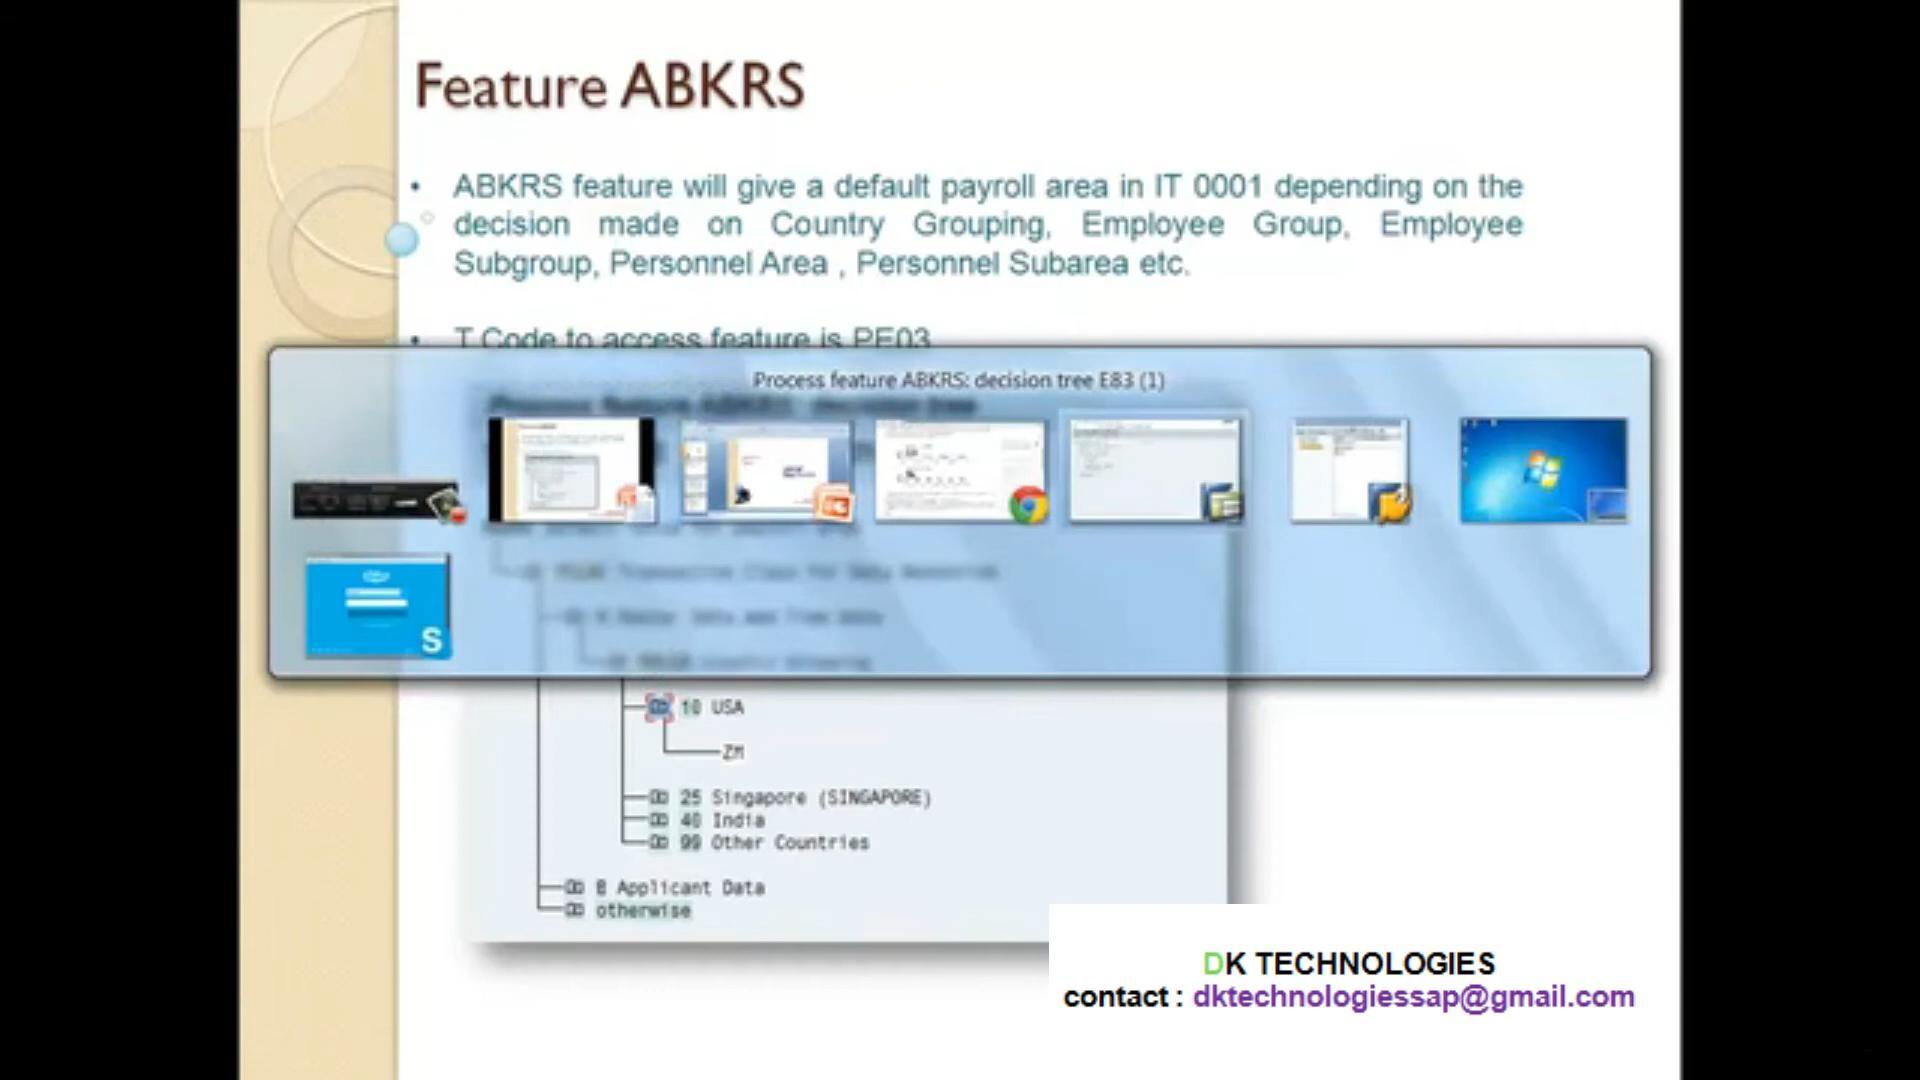 Feature ABKRS
• ABKRS feature will give a default payroll area in IT 0001 depending on the
decision made on Country Grouping, Employee Group, Employee
Subgroup, Personnel Area , Personnel Subarea etc.
• T Code to access feature is PE03
Process feature ABKRS: decision tree E83 (1)
S
10 USA
ZM
25 Singapore (SINGAPORE)
40 India
99 Other Countries
B Applicant Data
otherwise
DK TECHNOLOGIES
contact : dktechnologiessap@gmail.com